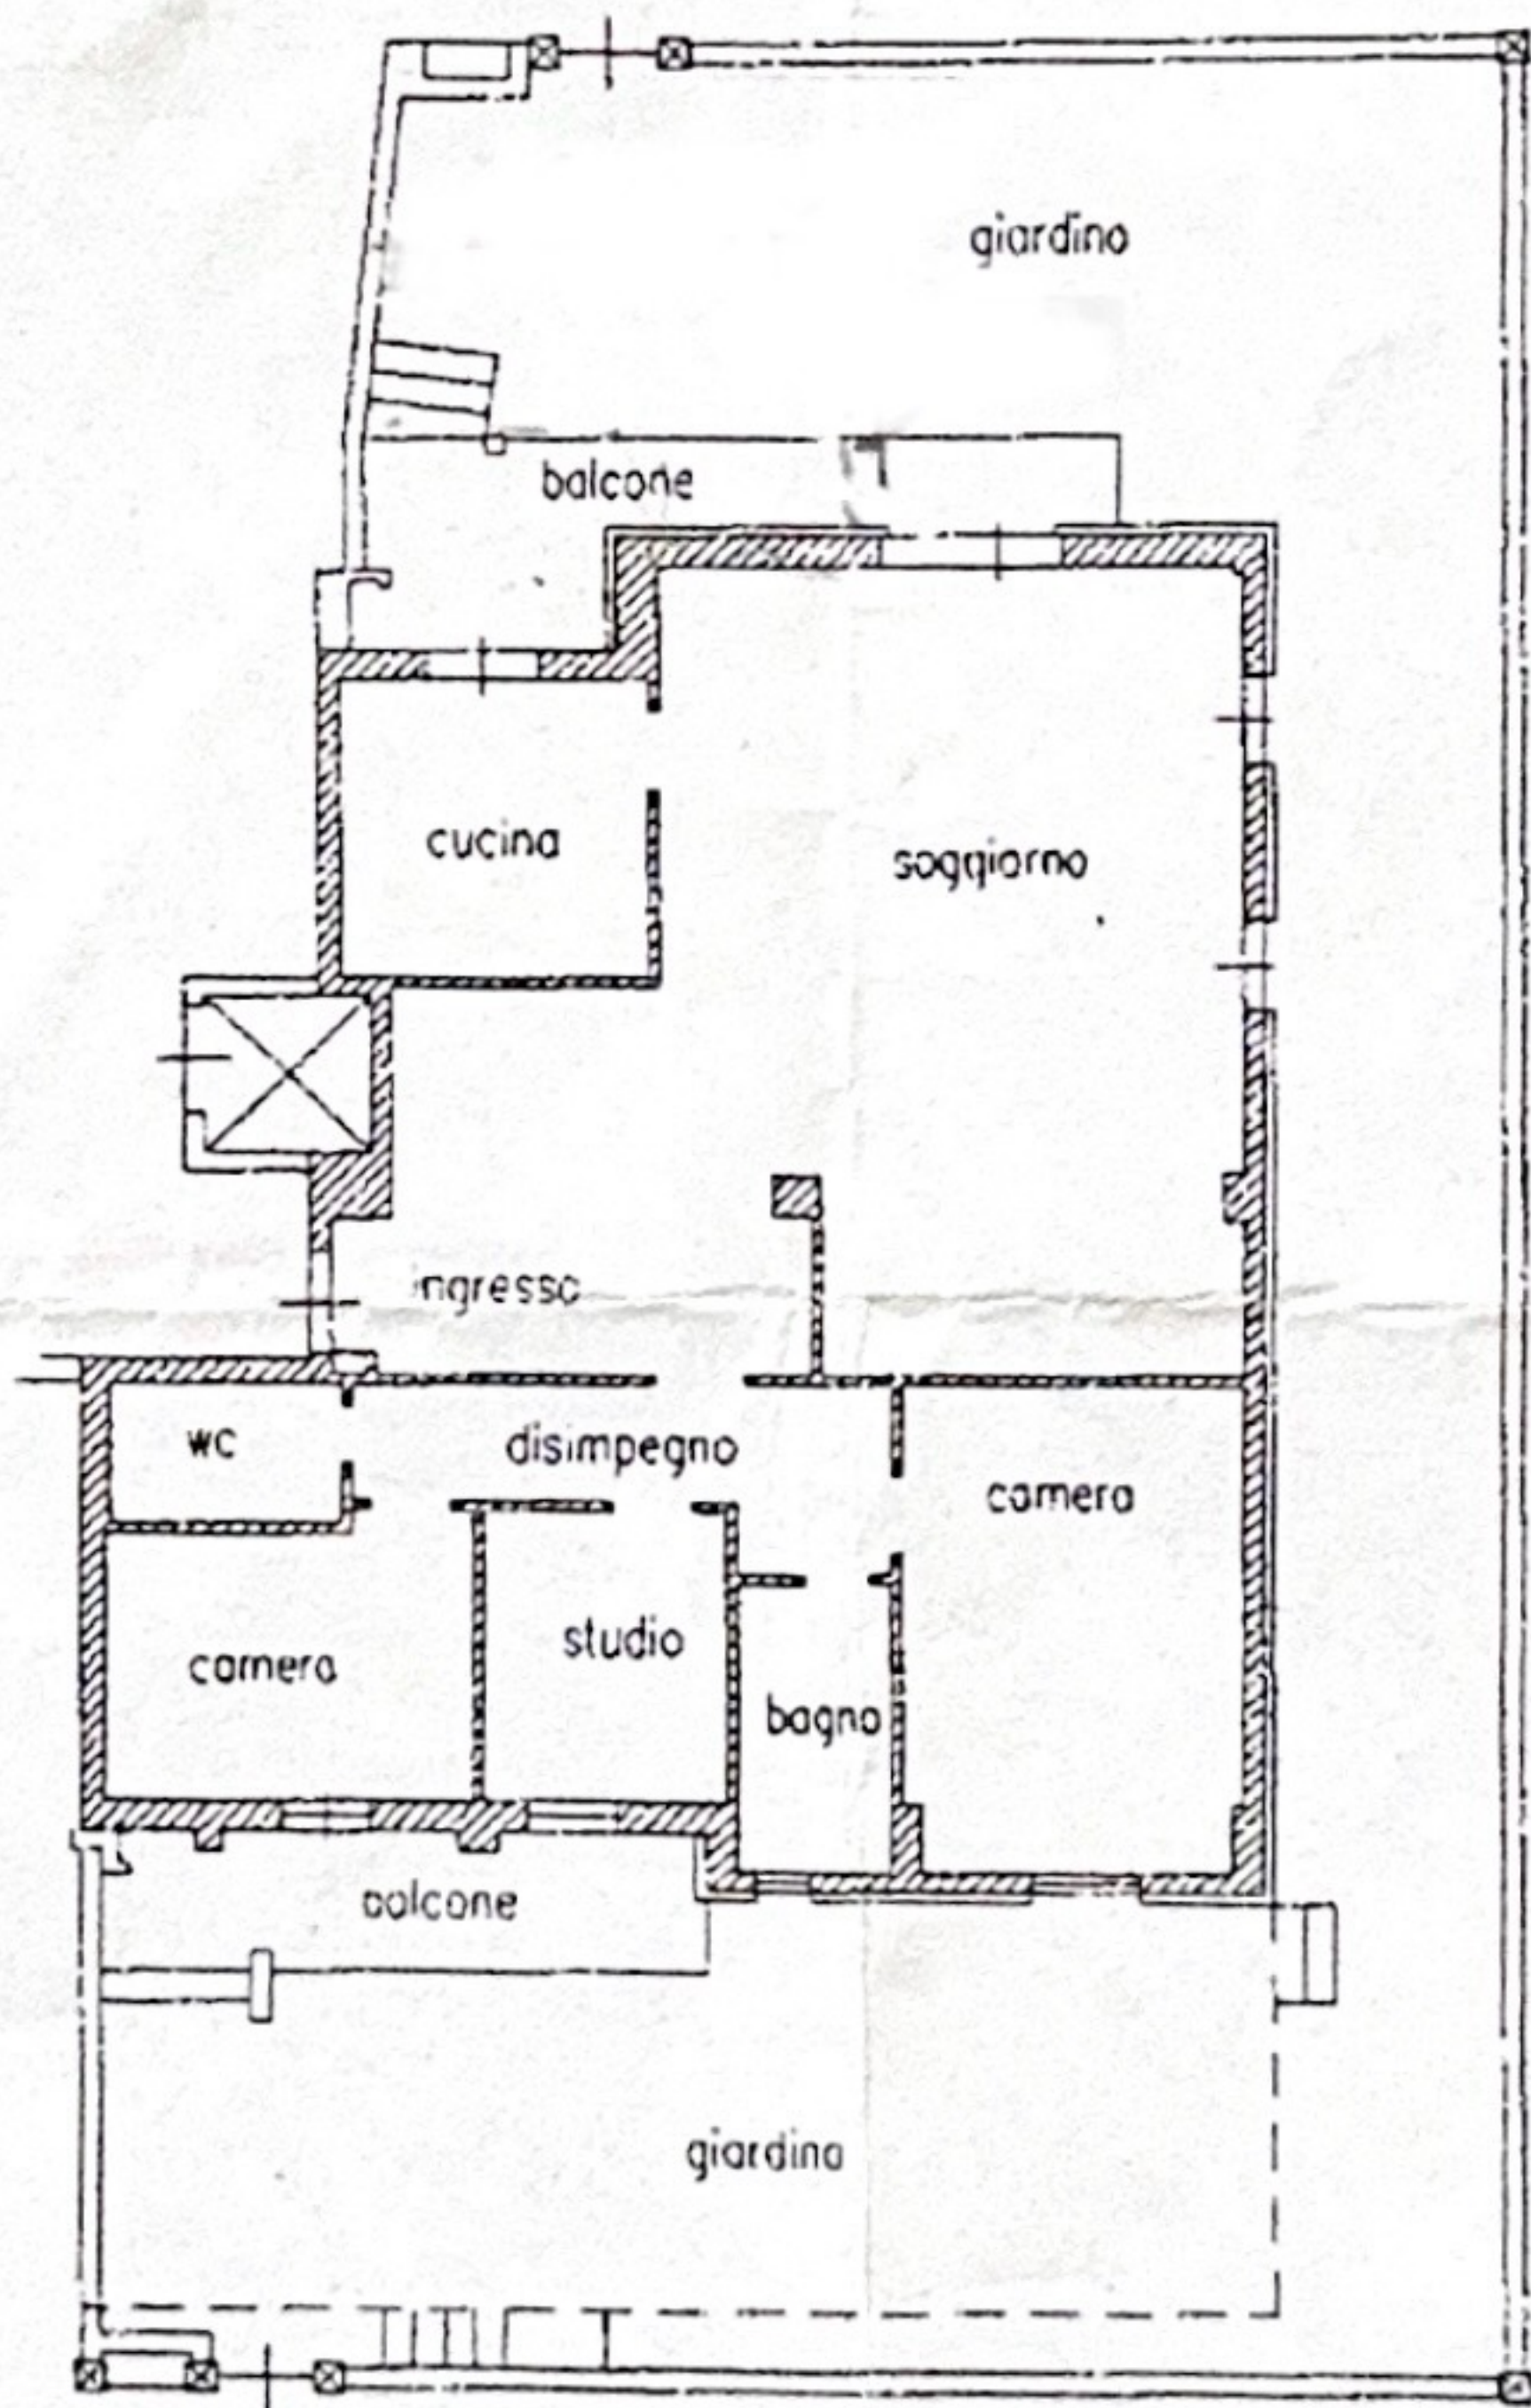 giardino
balcone
cucina
soggiorno
ingresso
wc
disimpegno
camera
studio
camera
bagno
balcone
giardino